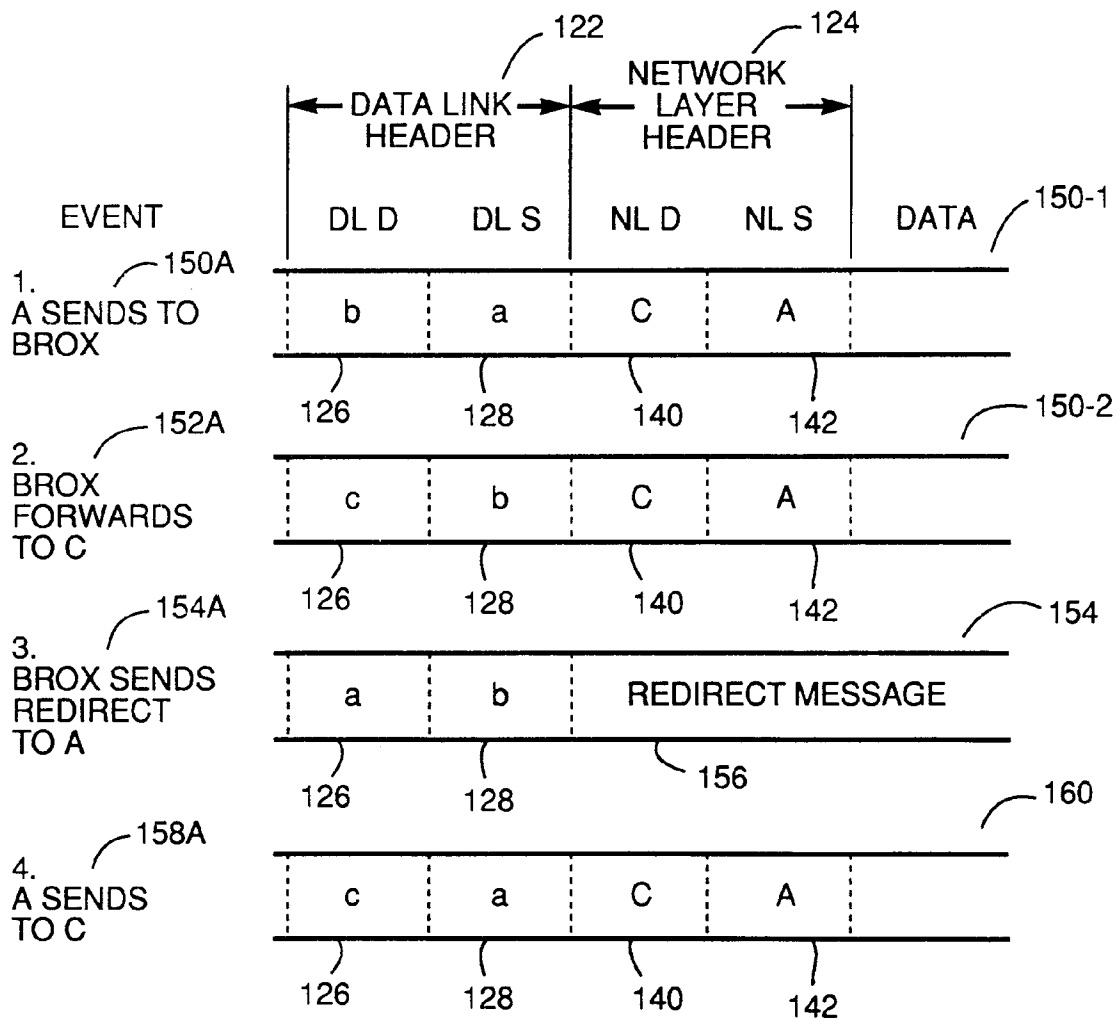 122
124
DATA LINK
HEADER
NETWORK
LAYER
HEADER
EVENT
DL D
DL S
NL D
NL S
DATA
150-1
150A
1.
A SENDS TO
BROX
b
a
C
A
126
128
140
142
150-2
152A
2.
BROX
FORWARDS
TO C
c
b
C
A
126
128
140
142
154
154A
3.
BROX SENDS
REDIRECT
TO A
a
b
REDIRECT MESSAGE
126
128
156
160
158A
4.
A SENDS
TO C
c
a
C
A
126
128
140
142